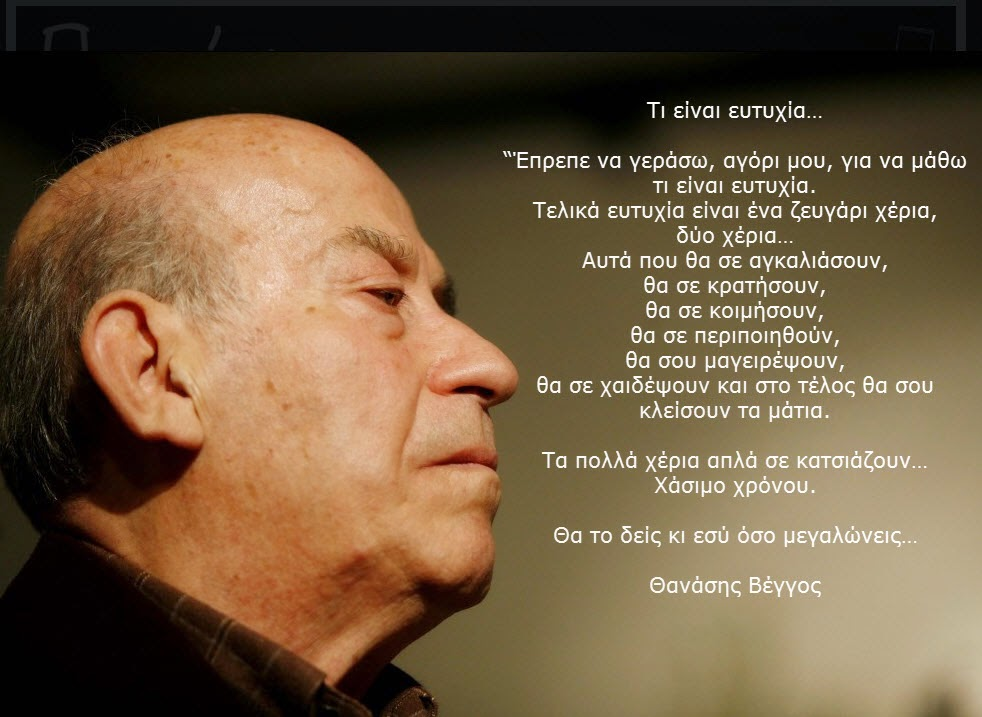 Τι είναι ευτυχία…
“Έπρεπε να γεράσω, αγόρι μου, για να μάθω
τι είναι ευτυχία.
Τελικά ευτυχία είναι ένα ζευγάρι χέρια,
δύο χέρια…
Αυτά που θα σε αγκαλιάσουν,
θα σε κρατήσουν,
θα σε κοιμήσουν,
θα σε περιποιηθούν,
θα σου μαγειρέψουν,
θα σε χαιδέψουν και στο τέλος θα σου
κλείσουν τα μάτια.
Τα πολλά χέρια απλά σε κατσιάζουν…
Χάσιμο χρόνου.
Θα το δείς κι εσύ όσο μεγαλώνεις…
Θανάσης Βέγγος